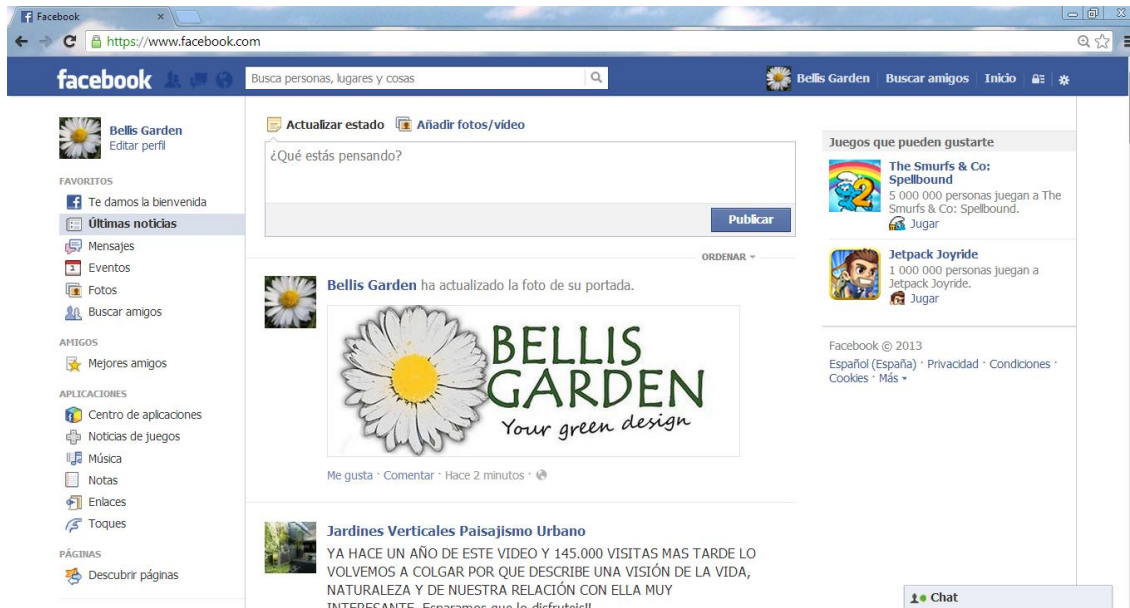 Facebook
https://www.facebook.com
facebook
Busca personas, lugares y cosas
Bellis Garden
Buscar amigos
Inicio
Bellis Garden
Editar perfil
FAVORITOS
Te damos la bienvenida
Últimas noticias
Mensajes
Eventos
Fotos
Buscar amigos
AMIGOS
Mejores amigos
APLICACIONES
Centro de aplicaciones
Noticias de juegos
Música
Notas
Enlaces
Toques
PÁGINAS
Descubrir páginas
Actualizar estado Añadir fotos/vídeo
¿Qué estás pensando?
Publicar
ORDENAR
Bellis Garden ha actualizado la foto de su portada.
BELLIS
GARDEN
Your green design
Me gusta · Comentar · Hace 2 minutos ·
Jardines Verticales Paisajismo Urbano
YA HACE UN AÑO DE ESTE VIDEO Y 145.000 VISITAS MAS TARDE LO
VOLVEMOS A COLGAR POR QUE DESCRIBE UNA VISIÓN DE LA VIDA,
NATURALEZA Y DE NUESTRA RELACIÓN CON ELLA MUY
INTERESANTE. Esparamos que lo disfruteis!!
Juegos que pueden gustarte
The Smurfs & Co:
Spellbound
5 000 000 personas juegan a The
Smurfs & Co: Spellbound.
Jugar
Jetpack Joyride
1 000 000 personas juegan a
Jetpack Joyride.
Jugar
Facebook © 2013
Español (España) · Privacidad · Condiciones ·
Cookies · Más
Chat